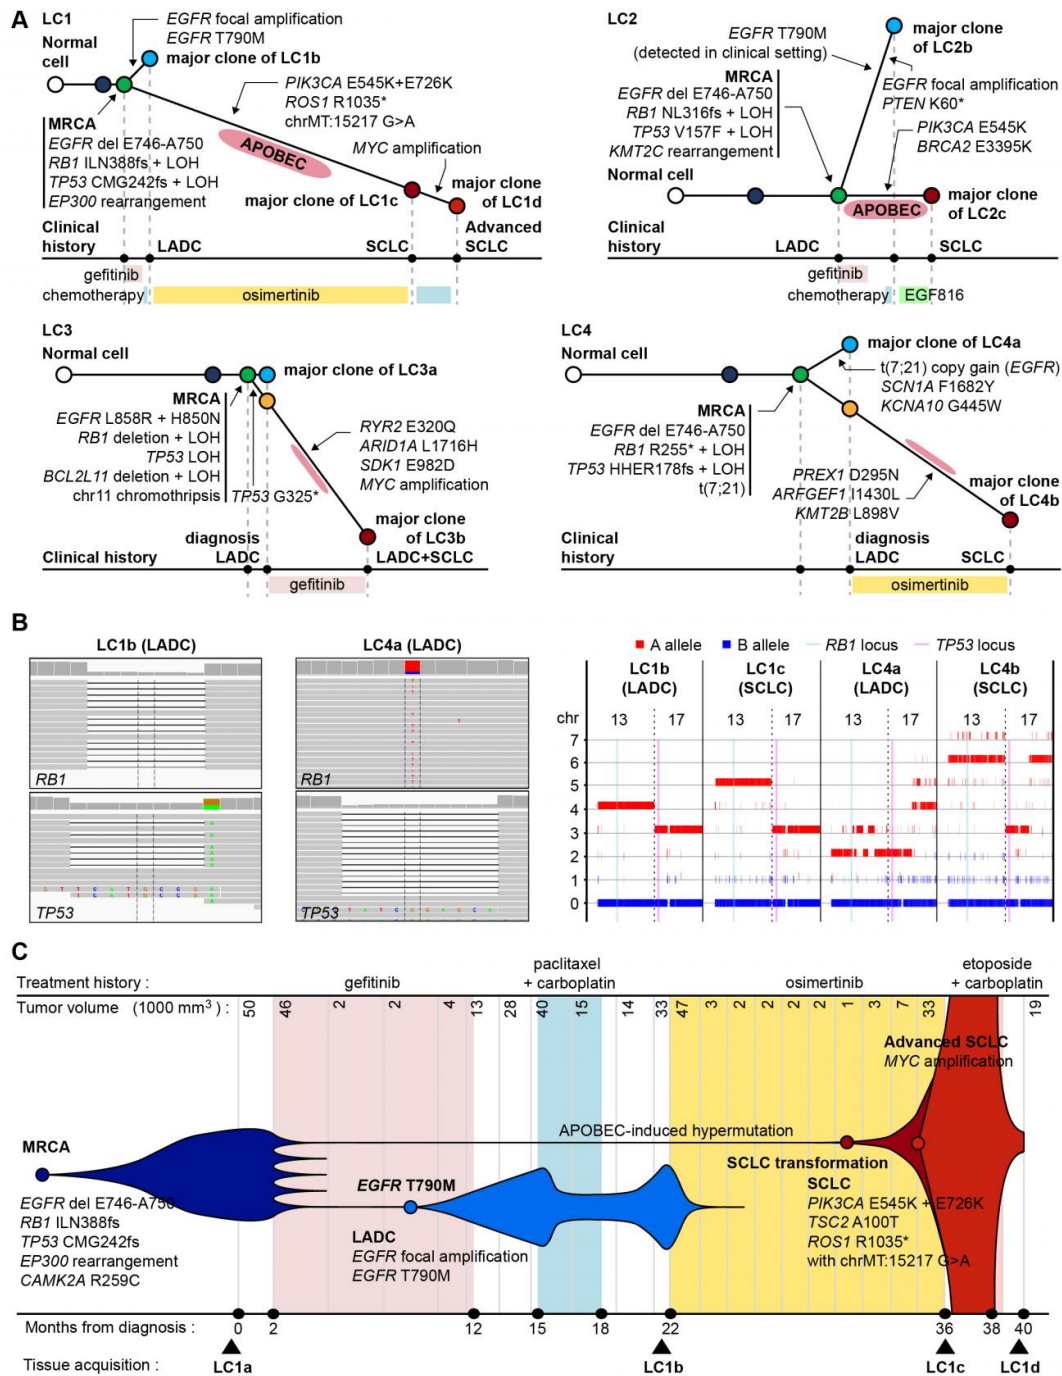 A
LC1
EGFR focal amplification
EGFR T790M
Normal
cell
major clone of LC1b
PIK3CA E545K+E726K
ROS1 R1035*
chrMT:15217 G>A
MRCA
EGFR del E746-A750
RB1 ILN388fs + LOH
TP53 CMG242fs + LOH
EP300 rearrangement
APOBEC
MYC amplification
major clone of LC1c
major clone
of LC1d
Clinical
history
LADC
SCLC
Advanced
SCLC
gefitinib
chemotherapy
osimertinib
LC2
EGFR T790M
(detected in clinical setting)
major clone
of LC2b
MRCA
EGFR del E746-A750
RB1 NL316fs + LOH
TP53 V157F + LOH
KMT2C rearrangement
EGFR focal amplification
PTEN K60*
PIK3CA E545K
BRCA2 E3395K
Normal cell
APOBEC
major clone
of LC2c
Clinical
history
LADC
SCLC
gefitinib
chemotherapy
EGF816
LC3
Normal cell
major clone of LC3a
MRCA
EGFR L858R + H850N
RB1 deletion + LOH
TP53 LOH
BCL2L11 deletion + LOH
chr11 chromothripsis
TP53 G325*
RYR2 E320Q
ARID1A L1716H
SDK1 E982D
MYC amplification
major clone
of LC3b
Clinical history
diagnosis
LADC
LADC+SCLC
gefitinib
LC4
Normal cell
major clone of LC4a
t(7;21) copy gain (EGFR)
SCN1A F1682Y
KCNA10 G445W
MRCA
EGFR del E746-A750
RB1 R255* + LOH
TP53 HHER178fs + LOH
t(7;21)
PREX1 D295N
ARFGEF1 I1430L
KMT2B L898V
major clone
of LC4b
Clinical
history
diagnosis
LADC
SCLC
osimertinib
B
LC1b (LADC)
RB1
TP53
G T T C A T G C C G A
C A T G C C G A
LC4a (LADC)
RB1
TP53
T A T C G G A G C A
A allele
B allele
RB1 locus
TP53 locus
LC1b
(LADC)
LC1c
(SCLC)
LC4a
(LADC)
LC4b
(SCLC)
chr
13 17 13 17 13 17 13 17
7
6
5
4
3
2
1
0
C
Treatment history :
gefitinib
paclitaxel
+ carboplatin
osimertinib
etoposide
+ carboplatin
Tumor volume (1000 mm³) :
50 46 2 2 4 13 28 40 15 14 33 47 3 2 2 2 2 1 3 7 33 19
Advanced SCLC
MYC amplification
APOBEC-induced hypermutation
MRCA
EGFR del E746-A750
RB1 ILN388fs
TP53 CMG242fs
EP300 rearrangement
CAMK2A R259C
EGFR T790M
LADC
EGFR focal amplification
EGFR T790M
SCLC transformation
SCLC
PIK3CA E545K + E726K
TSC2 A100T
ROS1 R1035*
with chrMT:15217 G>A
Months from diagnosis :
0 2 12 15 18 22 36 38 40
Tissue acquisition :
LC1a
LC1b
LC1c
LC1d